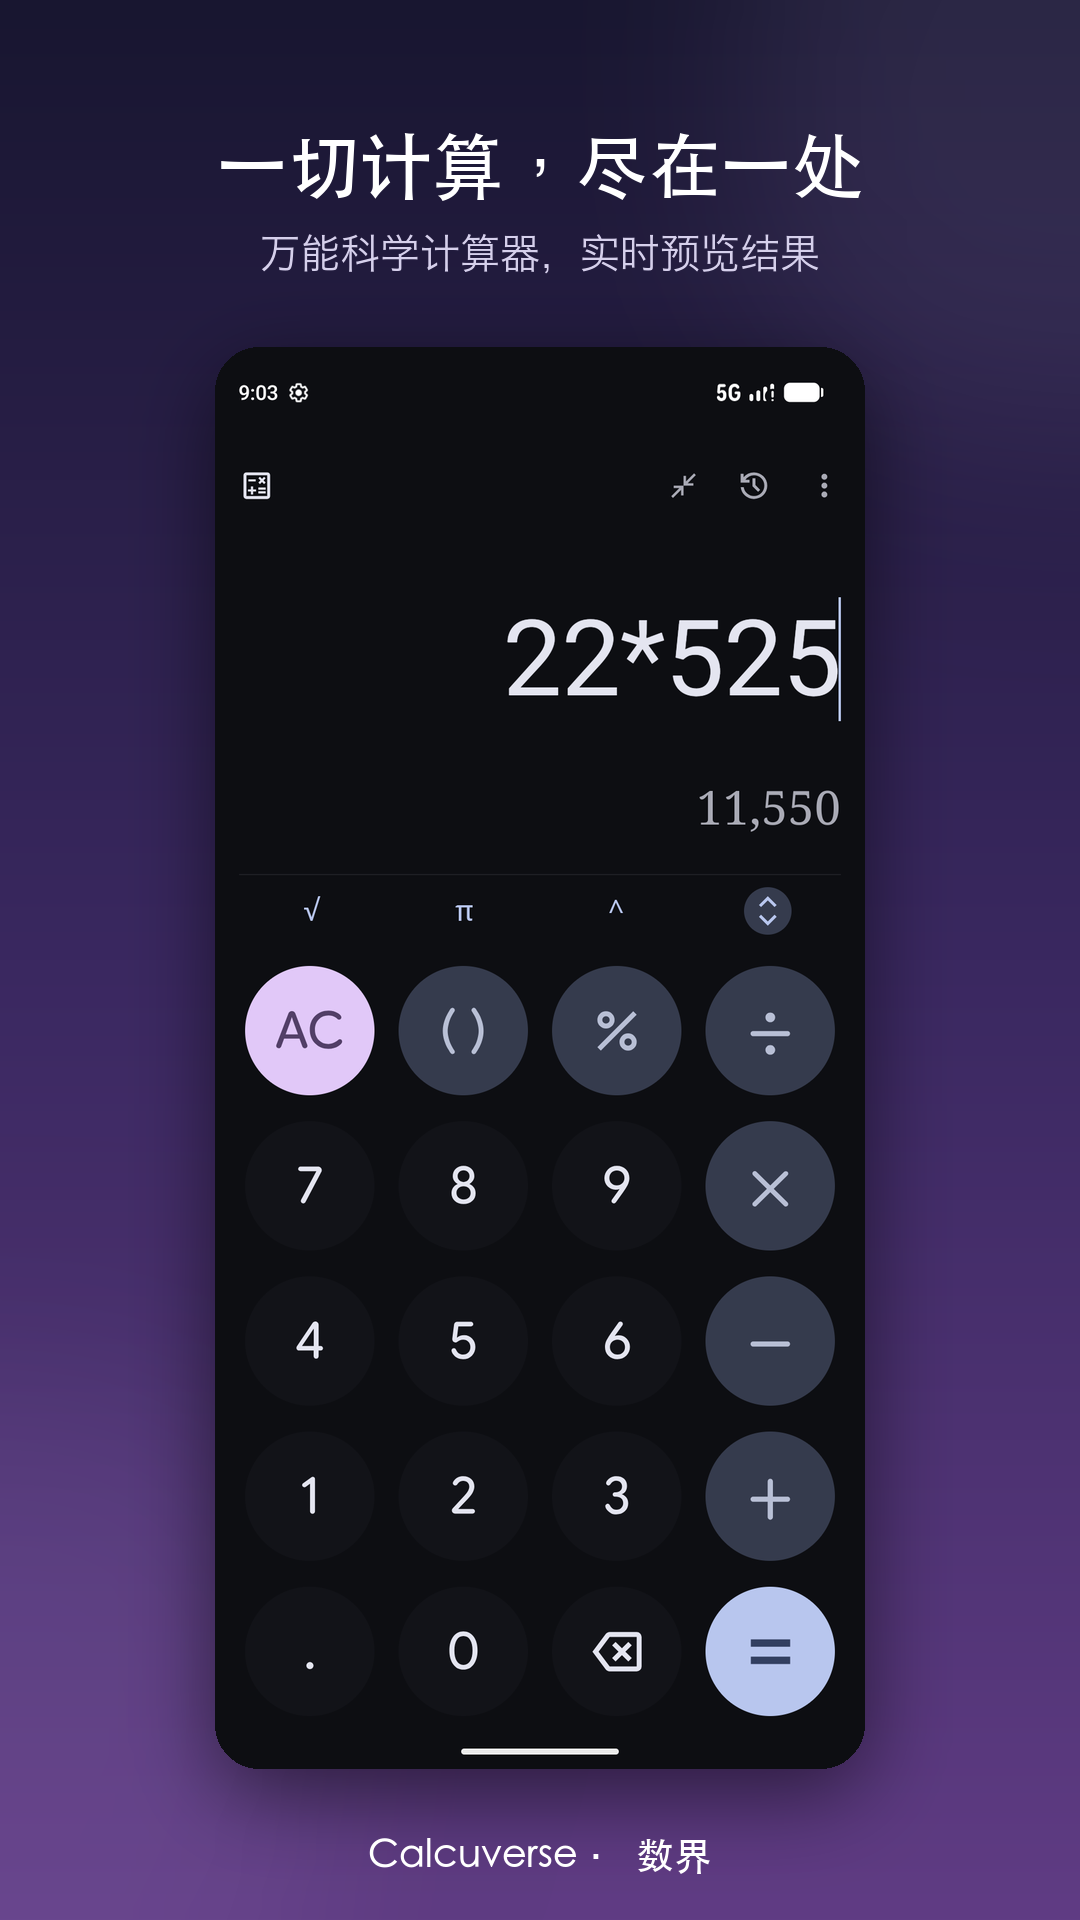 一切计算，尽在一处
万能科学计算器，实时预览结果
9:03 5G
22*525
11,550
√ π ^
AC ( ) % ÷
7 8 9 ×
4 5 6 −
1 2 3 +
. 0 =
Calcuverse · 数界